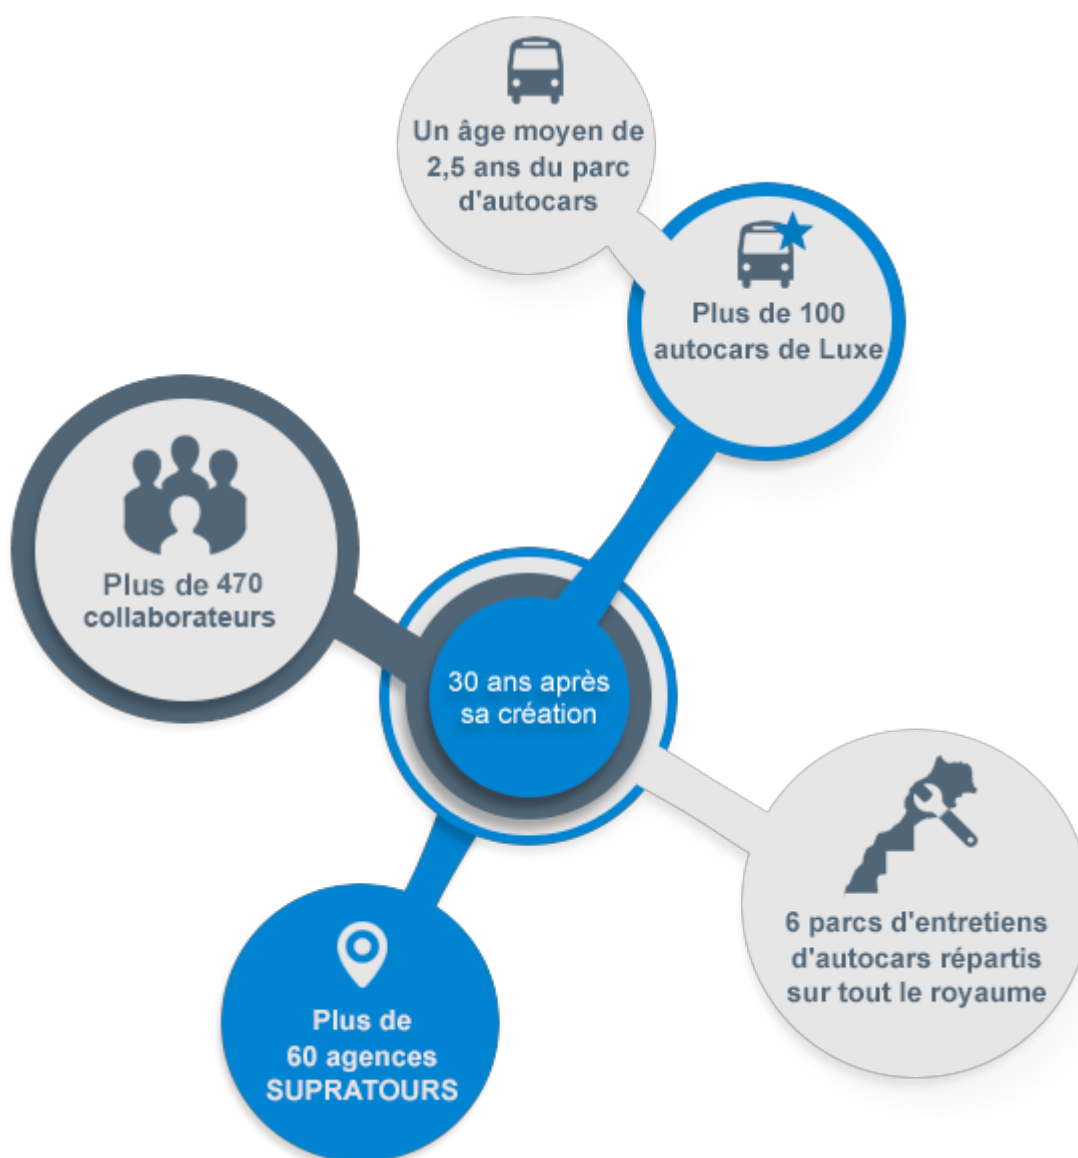 Un âge moyen de
2,5 ans du parc
d'autocars
Plus de 100
autocars de Luxe
Plus de 470
collaborateurs
30 ans après
sa création
6 parcs d'entretiens
d'autocars répartis
sur tout le royaume
Plus de
60 agences
SUPRATOURS